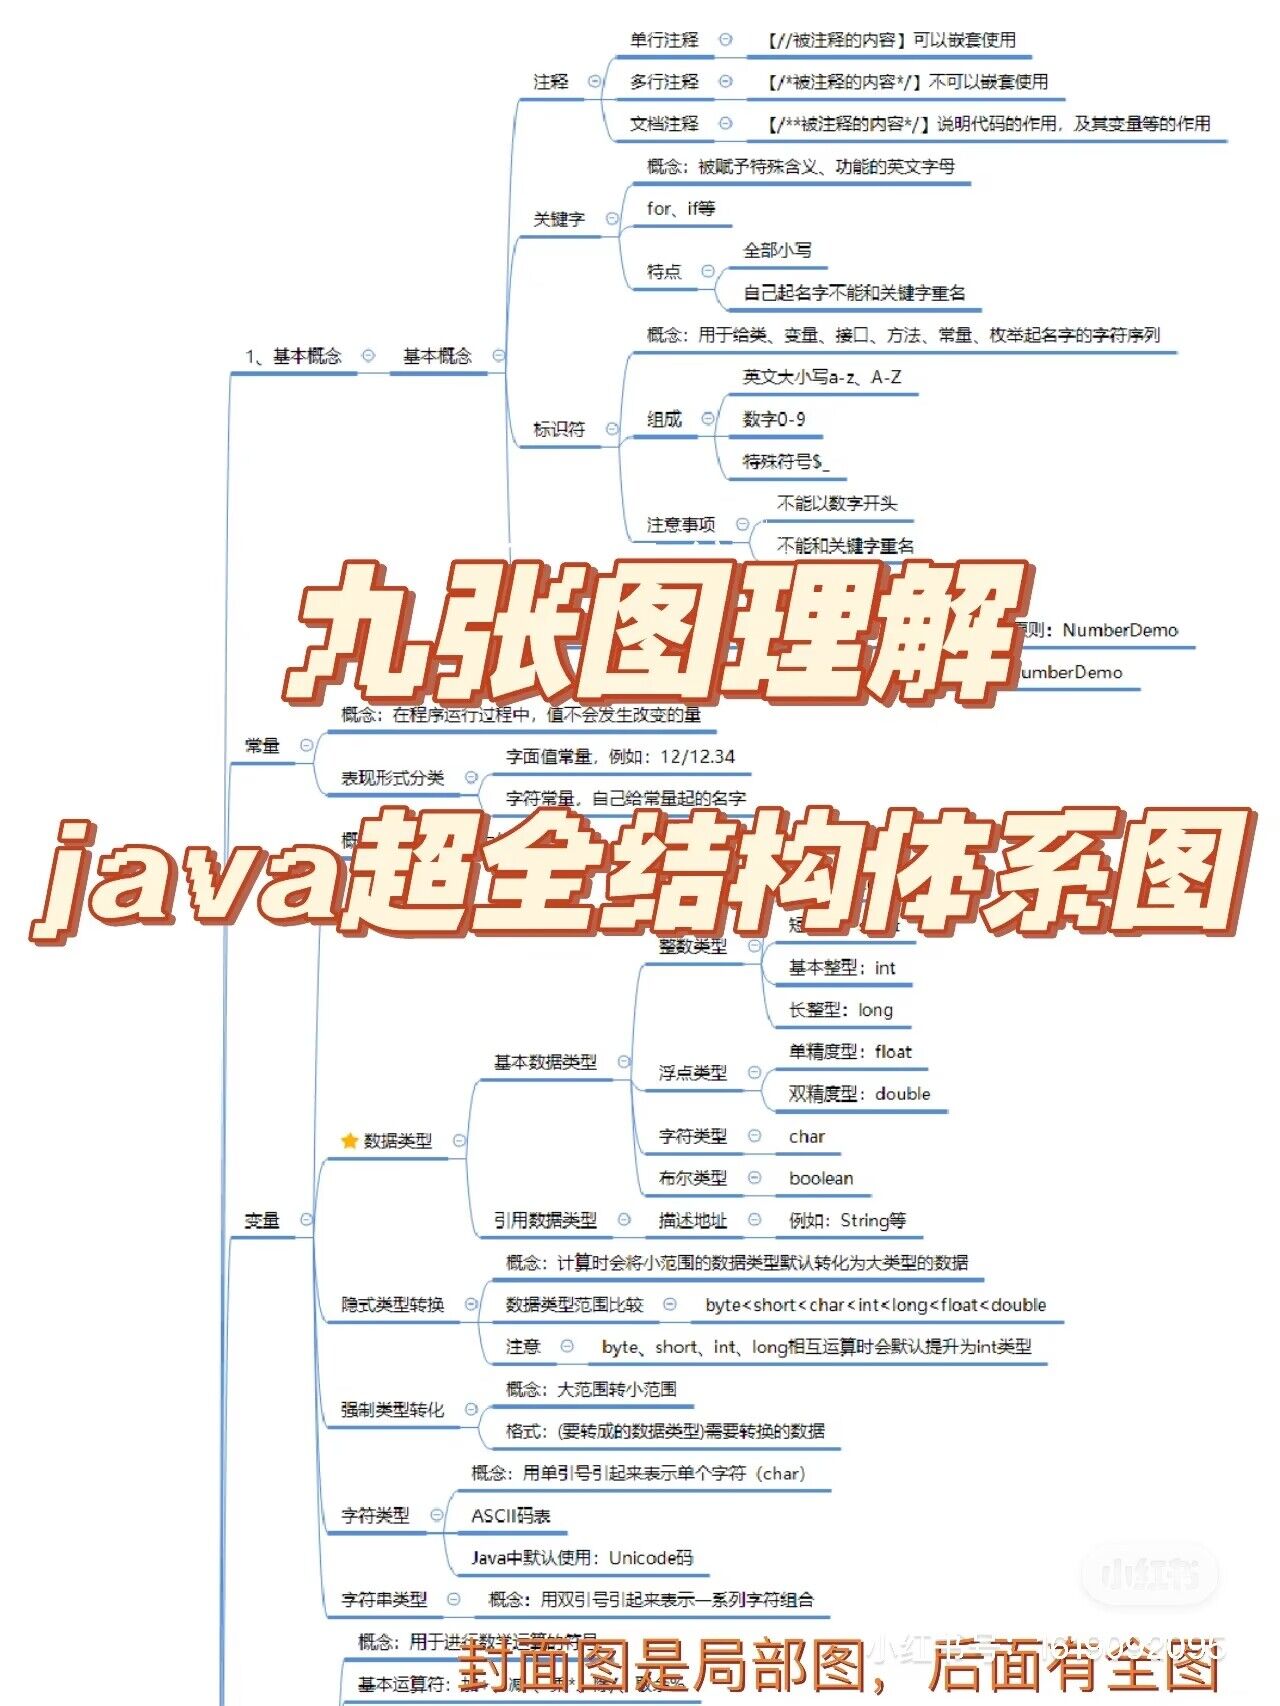 单行注释 【//被注释的内容】可以嵌套使用
注释 多行注释 【/*被注释的内容*/】不可以嵌套使用
文档注释 【/**被注释的内容*/】说明代码的作用，及其变量等的作用
概念：被赋予特殊含义、功能的英文字母
关键字 for、if等
全部小写
特点
自己起名字不能和关键字重名
概念：用于给类、变量、接口、方法、常量、枚举起名字的字符序列
1、基本概念 基本概念
英文大小写a-z、A-Z
标识符 组成 数字0-9
特殊符号$_
不能以数字开头
注意事项
不能和关键字重名
九张图理解
则：NumberDemo
umberDemo
概念：在程序运行过程中，值不会发生改变的量
常量
字面值常量，例如：12/12.34
表现形式分类
字符常量，自己给常量起的名字
java超全结构体系图
整数类型
基本整型：int
长整型：long
单精度型：float
基本数据类型 浮点类型
双精度型：double
★ 数据类型 字符类型 char
布尔类型 boolean
变量 引用数据类型 描述地址 例如：String等
概念：计算时会将小范围的数据类型默认转化为大类型的数据
隐式类型转换 数据类型范围比较 byte<short<char<int<long<float<double
注意 byte、short、int、long相互运算时会默认提升为int类型
概念：大范围转小范围
强制类型转化
格式：(要转成的数据类型)需要转换的数据
概念：用单引号引起来表示单个字符（char）
字符类型 ASCII码表
Java中默认使用：Unicode码
小红书
字符串类型 概念：用双引号引起来表示一系列字符组合
概念：用于进行数学运算的符号
封面图是局部图，后面有全图
基本运算符：